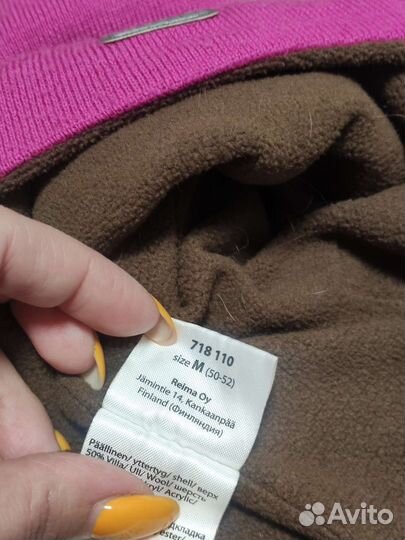 718 110
size M (50-52)
Reima Oy
Jämintie 14, Kankaanpää
Finland (Финляндия)
Päällinen/ yttertyg/ shell/ верх
50% Villa/ Ull/ Wool/ шерсть
Acrylic/
Avito